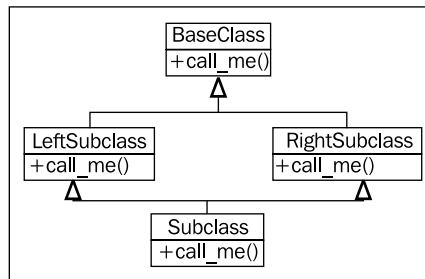 BaseClass
+call_me()
LeftSubclass
+call_me()
RightSubclass
+call_me()
Subclass
+call_me()